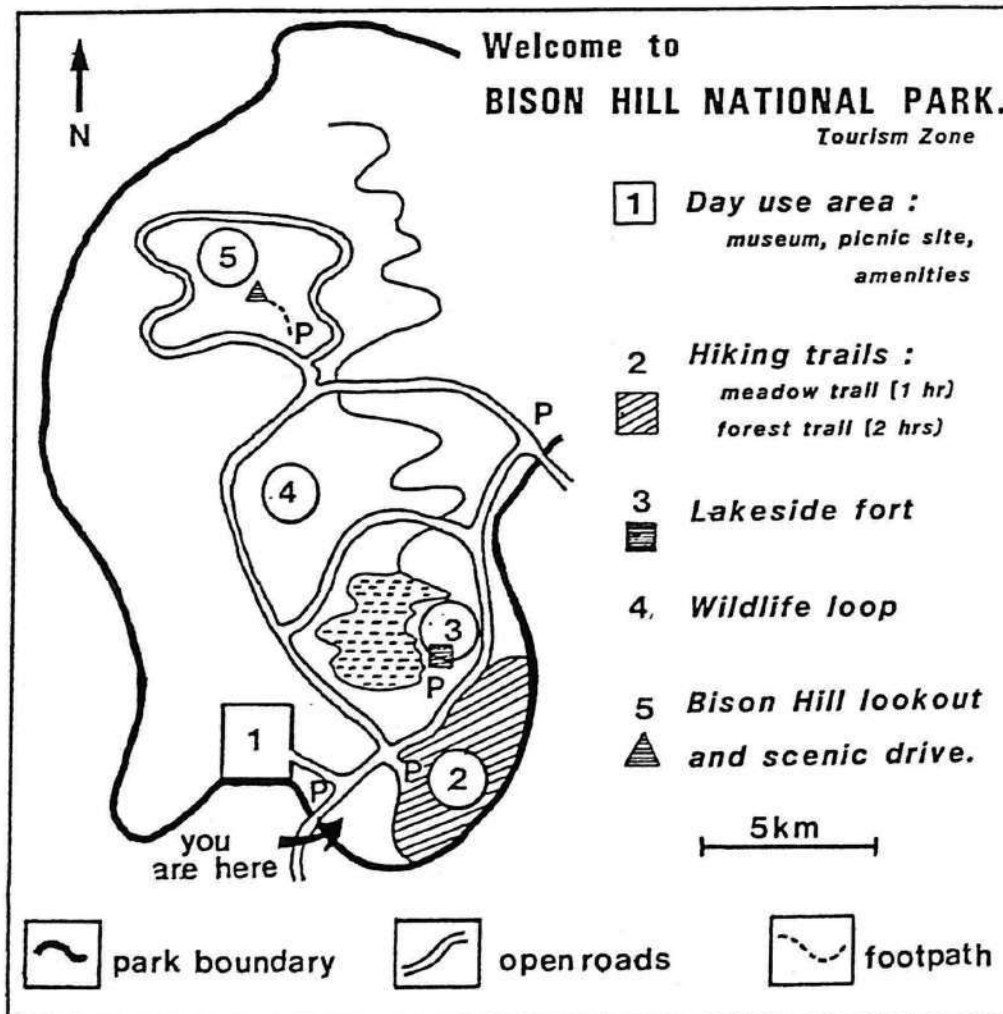 Welcome to
BISON HILL NATIONAL PARK.
Tourism Zone
N
1 Day use area :
museum, picnic site,
amenities
2 Hiking trails :
meadow trail (1 hr)
forest trail (2 hrs)
3 Lakeside fort
4. Wildlife loop
5 Bison Hill lookout
and scenic drive.
5km
5
P
P
4
3
P
1
P
2
P
you
are here
park boundary
open roads
footpath